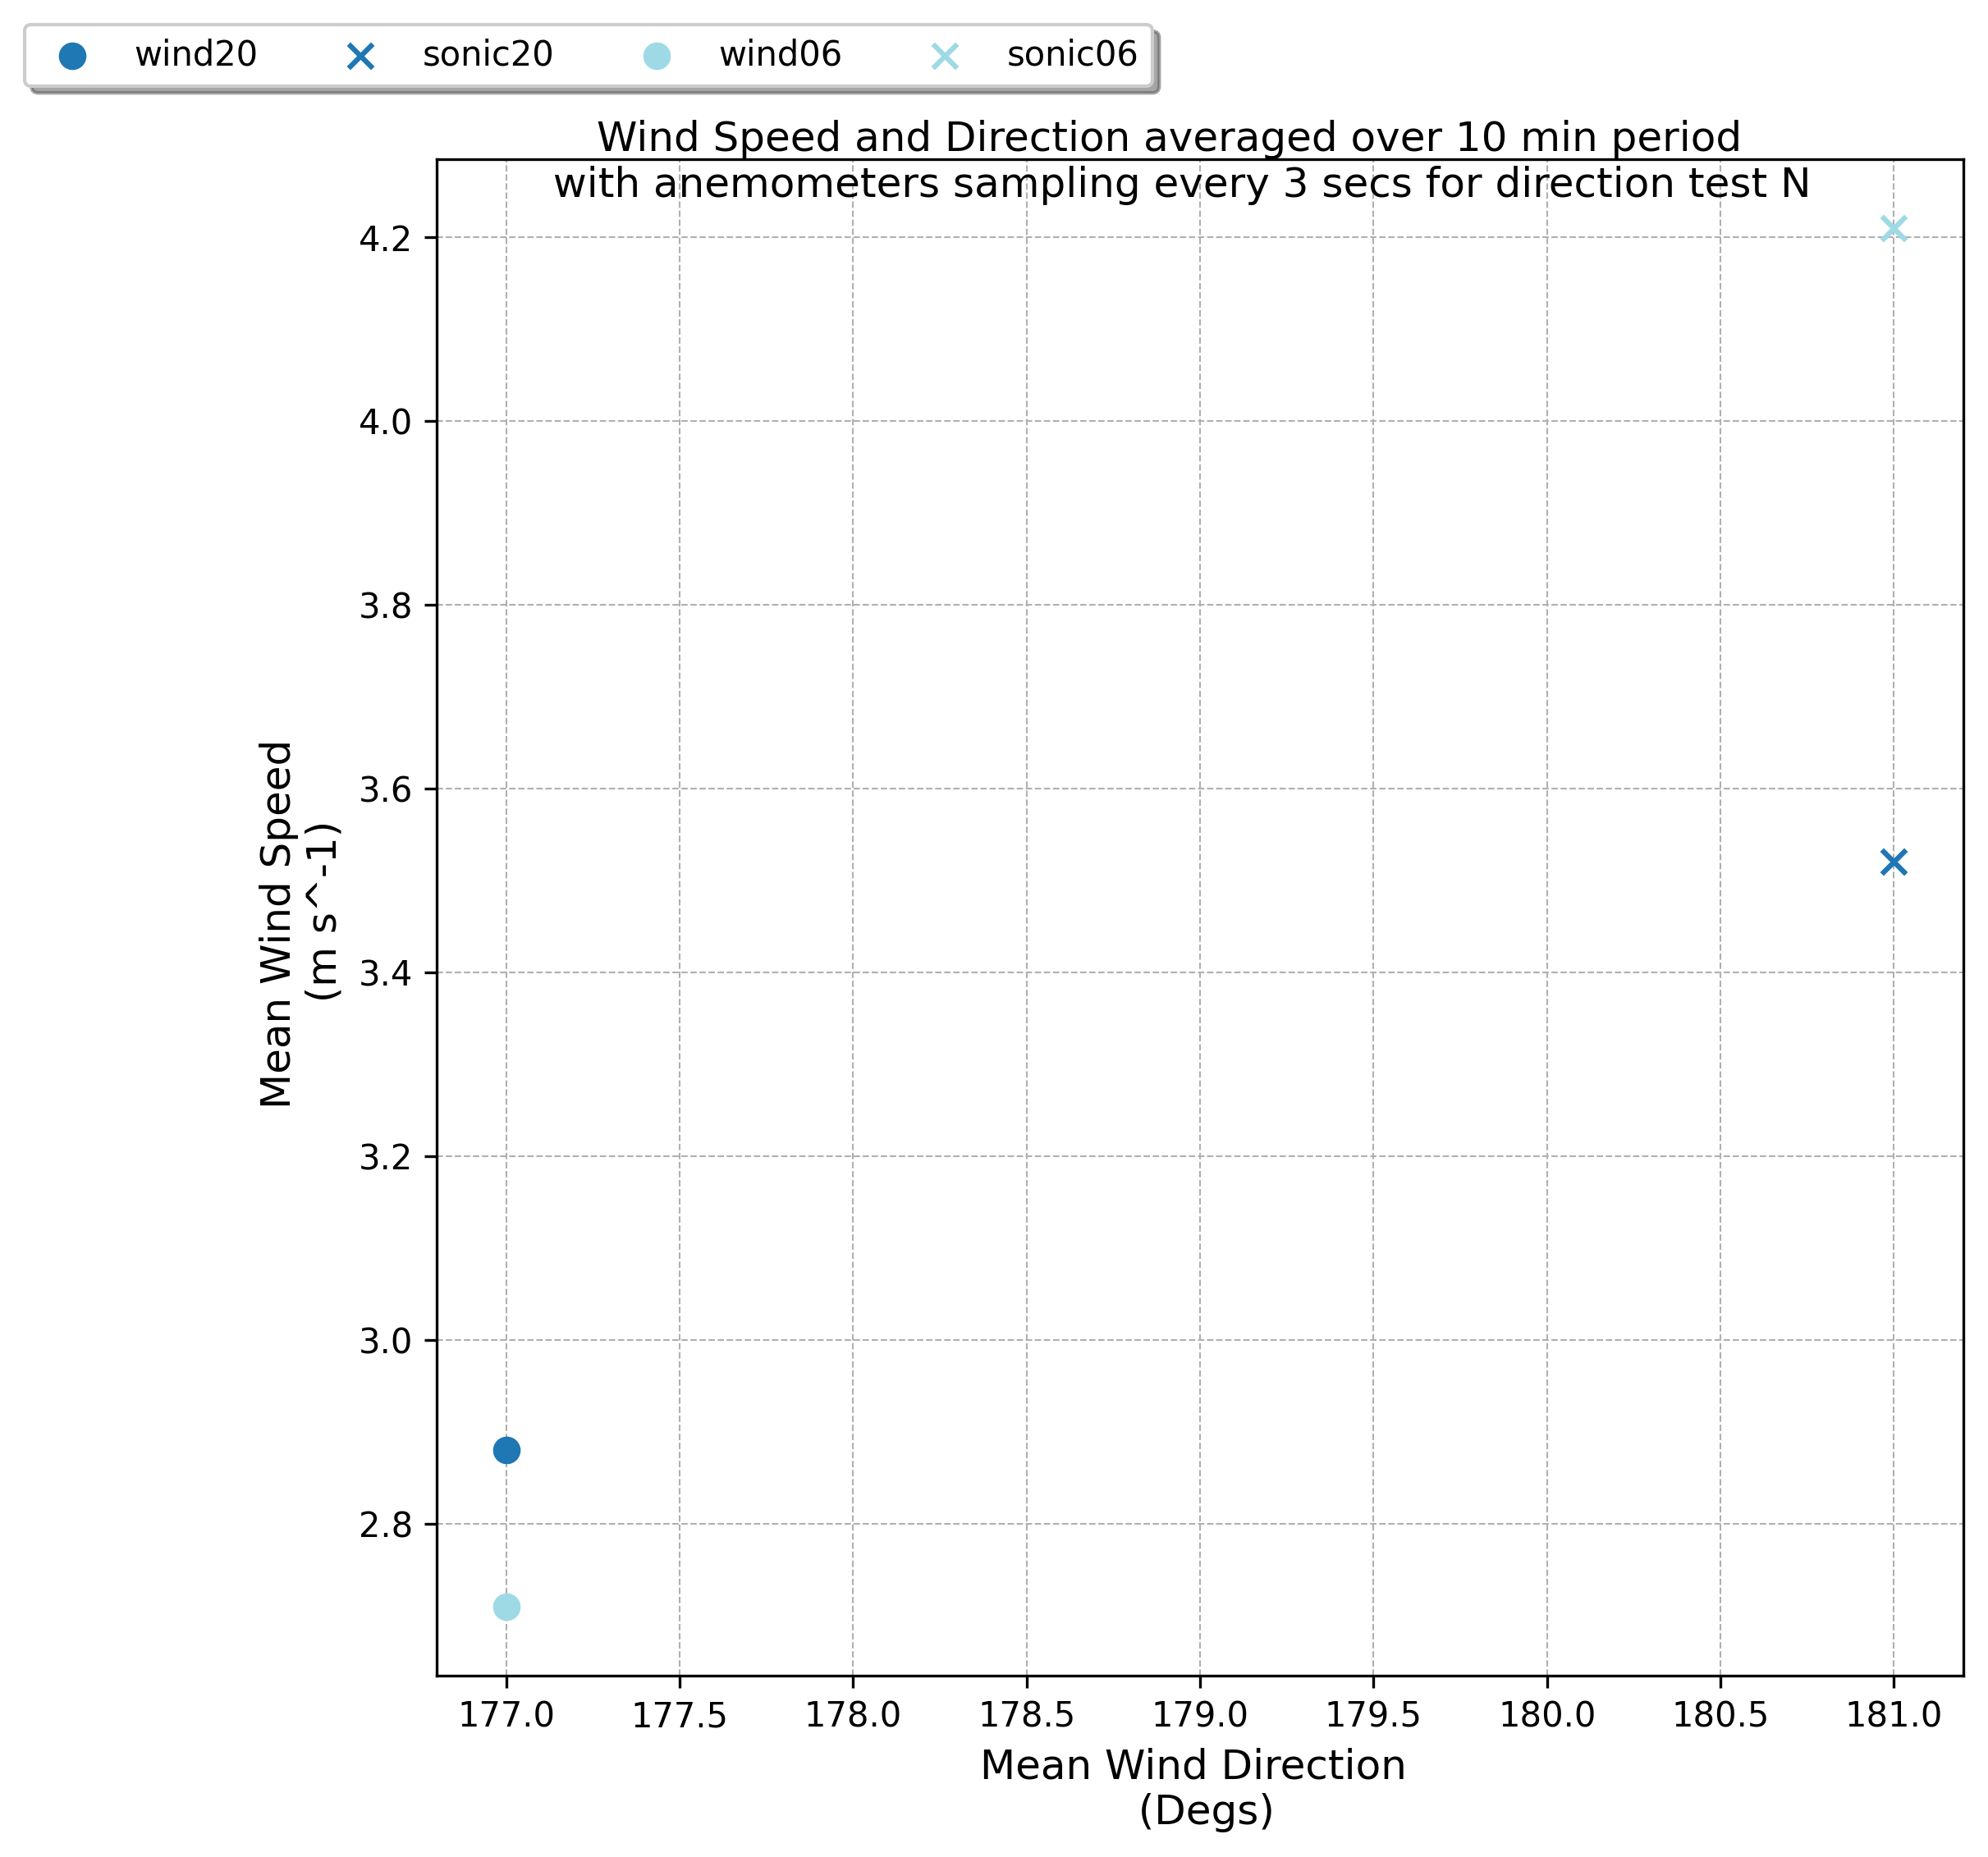 wind20 sonic20 wind06 sonic06
Wind Speed and Direction averaged over 10 min period
with anemometers sampling every 3 secs for direction test N
4.2
4.0
3.8
3.6
3.4
3.2
3.0
2.8
Mean Wind Speed
(m s^-1)
177.0 177.5 178.0 178.5 179.0 179.5 180.0 180.5 181.0
Mean Wind Direction
(Degs)